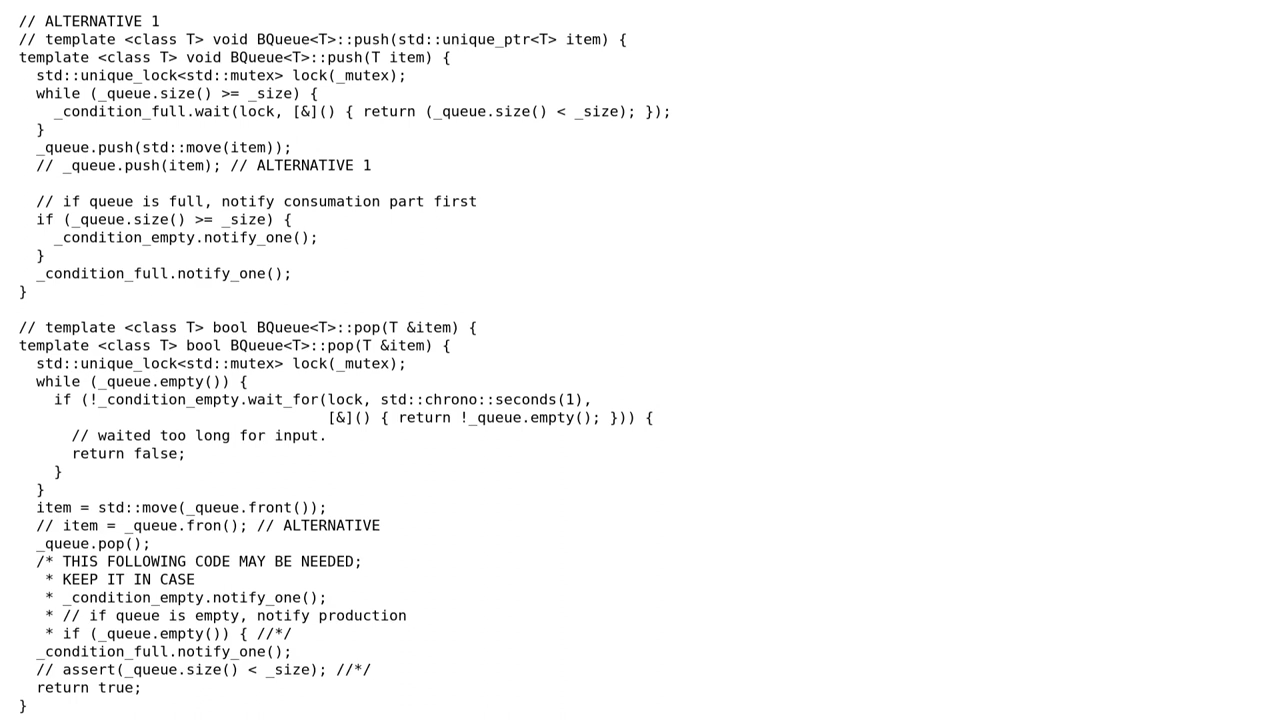 // ALTERNATIVE 1
// template <class T> void BQueue<T>::push(std::unique_ptr<T> item) {
template <class T> void BQueue<T>::push(T item) {
  std::unique_lock<std::mutex> lock(_mutex);
  while (_queue.size() >= _size) {
    _condition_full.wait(lock, [&]() { return (_queue.size() < _size); });
  }
  _queue.push(std::move(item));
  // _queue.push(item); // ALTERNATIVE 1

  // if queue is full, notify consumation part first
  if (_queue.size() >= _size) {
    _condition_empty.notify_one();
  }
  _condition_full.notify_one();
}

// template <class T> bool BQueue<T>::pop(T &item) {
template <class T> bool BQueue<T>::pop(T &item) {
  std::unique_lock<std::mutex> lock(_mutex);
  while (_queue.empty()) {
    if (!_condition_empty.wait_for(lock, std::chrono::seconds(1),
                                   [&]() { return !_queue.empty(); })) {
      // waited too long for input.
      return false;
    }
  }
  item = std::move(_queue.front());
  // item = _queue.fron(); // ALTERNATIVE
  _queue.pop();
  /* THIS FOLLOWING CODE MAY BE NEEDED;
   * KEEP IT IN CASE
   * _condition_empty.notify_one();
   * // if queue is empty, notify production
   * if (_queue.empty()) { //*/
  _condition_full.notify_one();
  // assert(_queue.size() < _size); //*/
  return true;
}